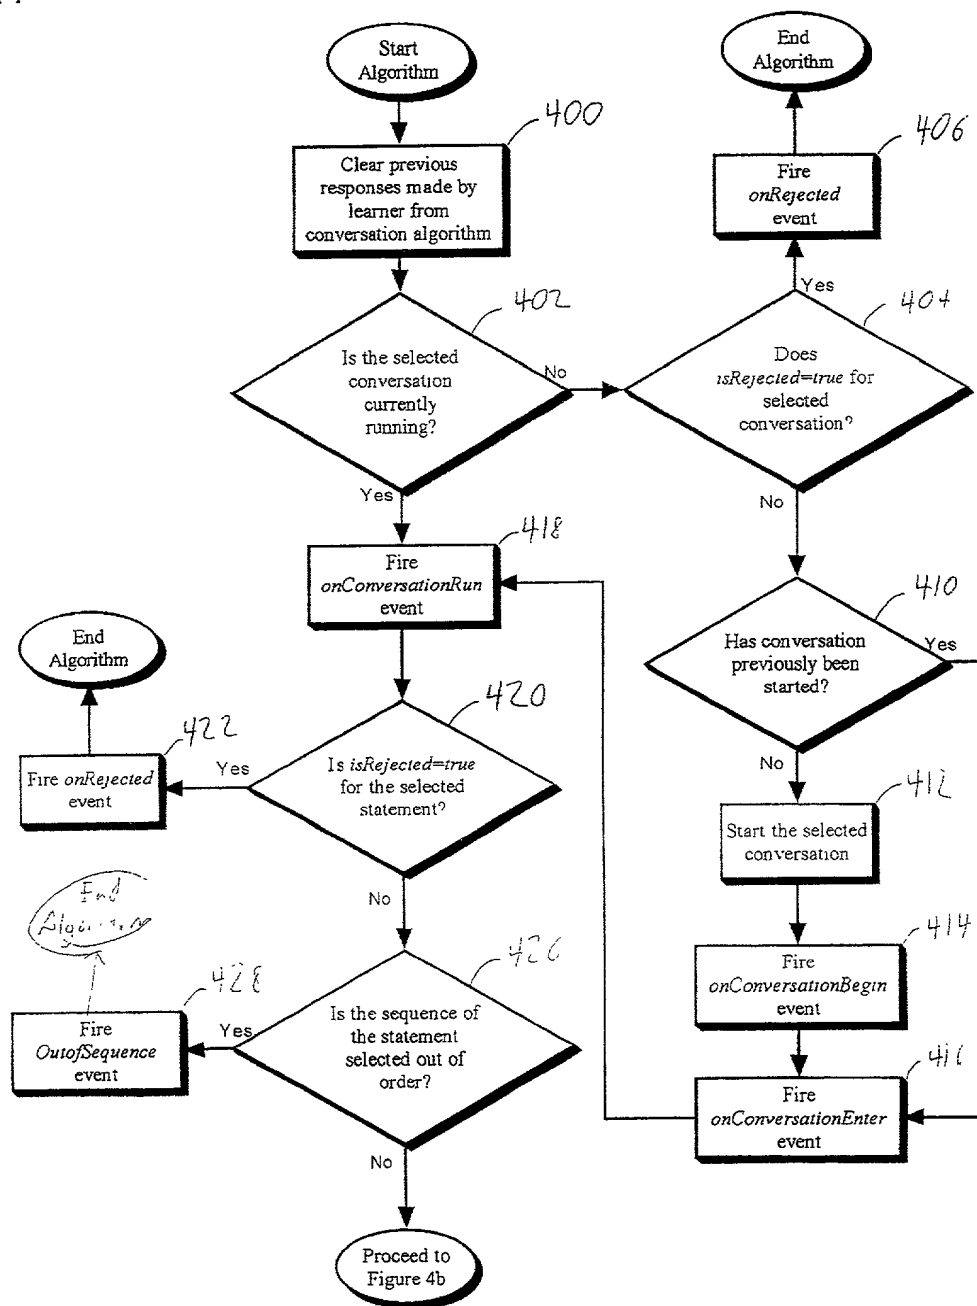 Start
Algorithm
400
Clear previous
responses made by
learner from
conversation algorithm
402
Is the selected
conversation
currently
running?
No
Yes
End
Algorithm
406
Fire
onRejected
event
Yes
404
Does
isRejected=true for
selected
conversation?
No
418
Fire
onConversationRun
event
410
Has conversation
previously been
started?
Yes
No
End
Algorithm
422
Fire onRejected
event
Yes
420
Is isRejected=true
for the selected
statement?
No
412
Start the selected
conversation
414
Fire
onConversationBegin
event
416
Fire
onConversationEnter
event
End
Algorithm
428
Fire
OutofSequence
event
Yes
426
Is the sequence of
the statement
selected out of
order?
No
Proceed to
Figure 4b